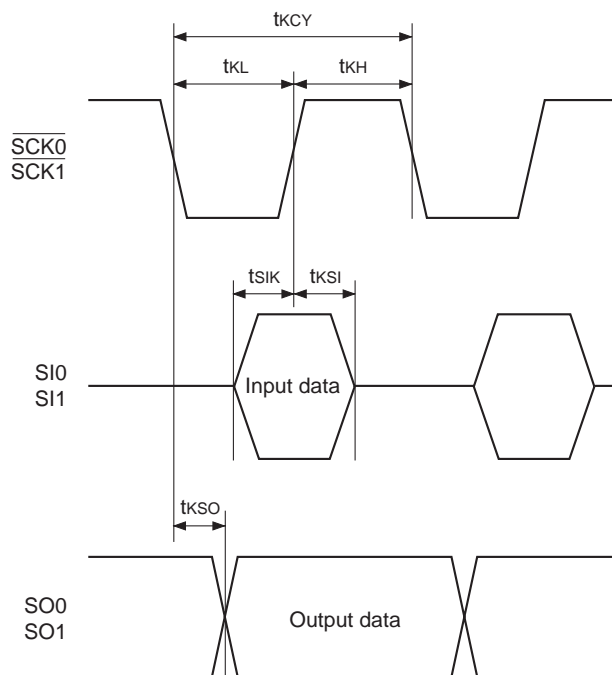 tKCY
tKL
tKH
SCK0
SCK1
tSIK
tKSI
SI0
SI1
Input data
tKSO
SO0
SO1
Output data